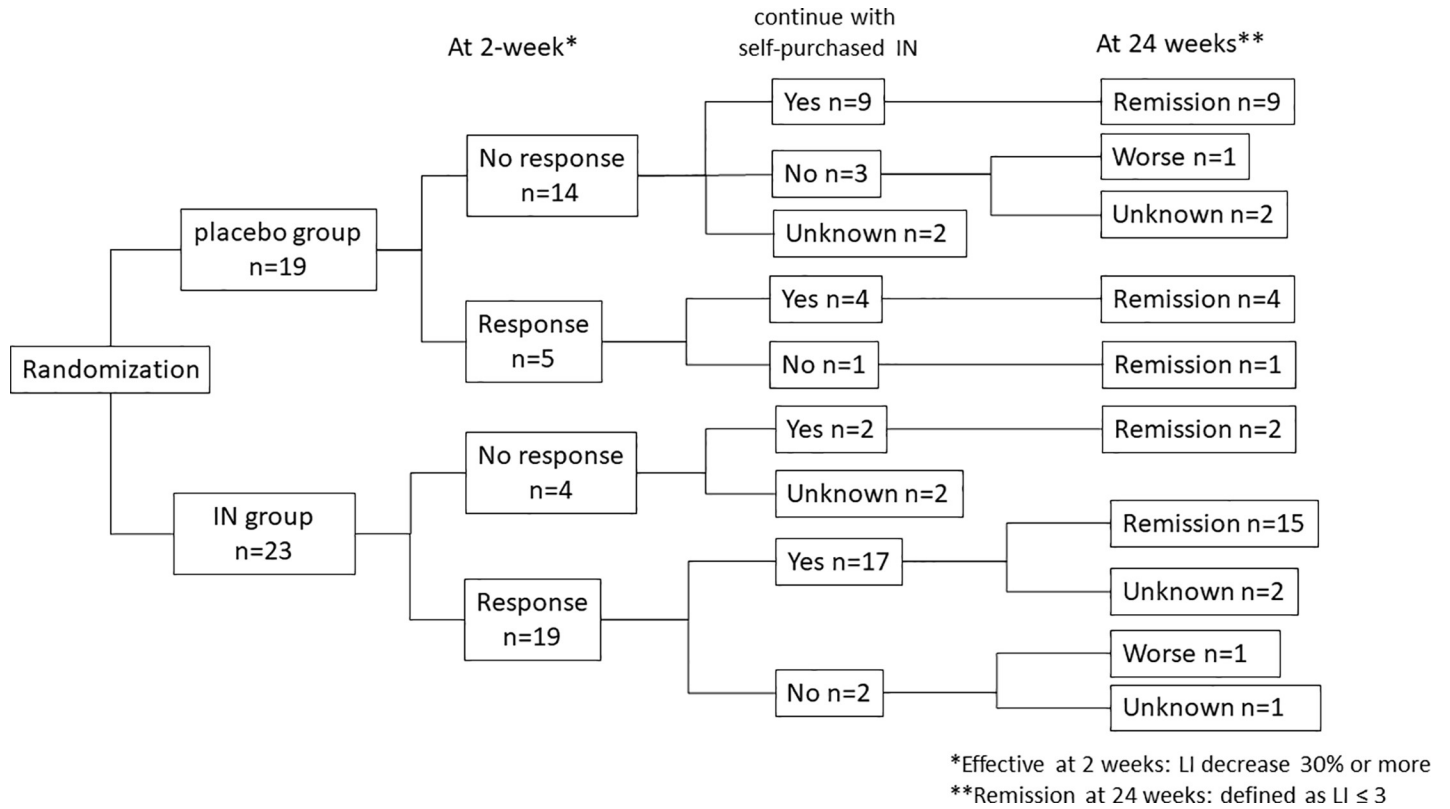 At 2-week*
continue with
self-purchased IN
At 24 weeks**
Randomization
placebo group
n=19
No response
n=14
Yes n=9
Remission n=9
No n=3
Worse n=1
Unknown n=2
Unknown n=2
Response
n=5
Yes n=4
Remission n=4
No n=1
Remission n=1
IN group
n=23
No response
n=4
Yes n=2
Remission n=2
Unknown n=2
Response
n=19
Yes n=17
Remission n=15
Unknown n=2
No n=2
Worse n=1
Unknown n=1
*Effective at 2 weeks: LI decrease 30% or more
**Remission at 24 weeks: defined as LI ≤ 3